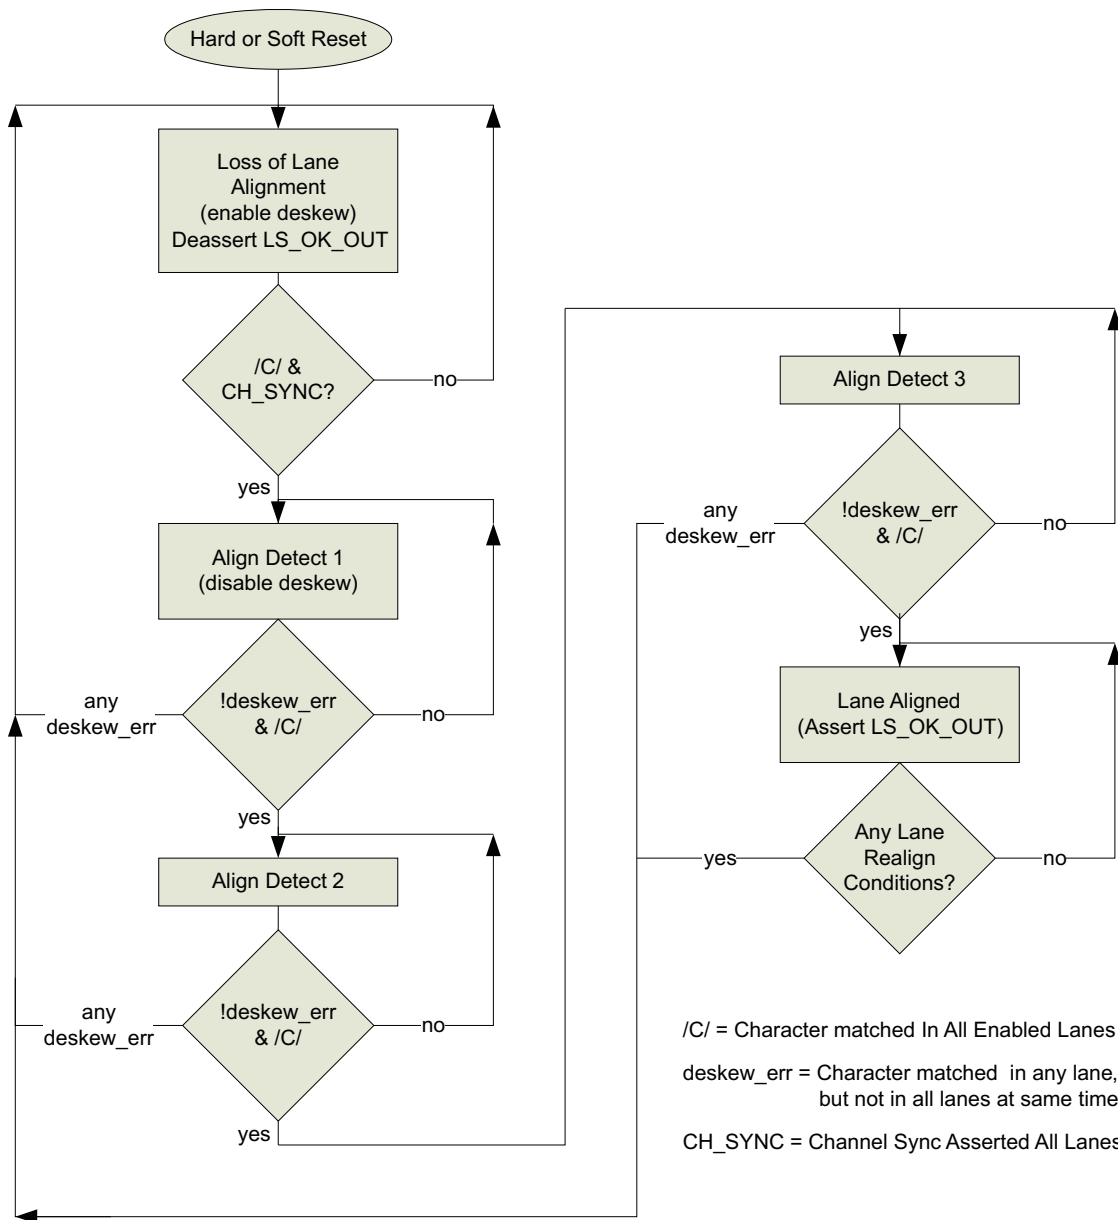 Hard or Soft Reset
Loss of Lane
Alignment
(enable deskew)
Deassert LS_OK_OUT
/C/ &
CH_SYNC?
no
yes
Align Detect 1
(disable deskew)
any
deskew_err
!deskew_err
& /C/
no
yes
Align Detect 2
any
deskew_err
!deskew_err
& /C/
no
yes
Align Detect 3
any
deskew_err
!deskew_err
& /C/
no
yes
Lane Aligned
(Assert LS_OK_OUT)
yes
Any Lane
Realign
Conditions?
no
/C/ = Character matched In All Enabled Lanes
deskew_err = Character matched in any lane,
but not in all lanes at same time
CH_SYNC = Channel Sync Asserted All Lanes